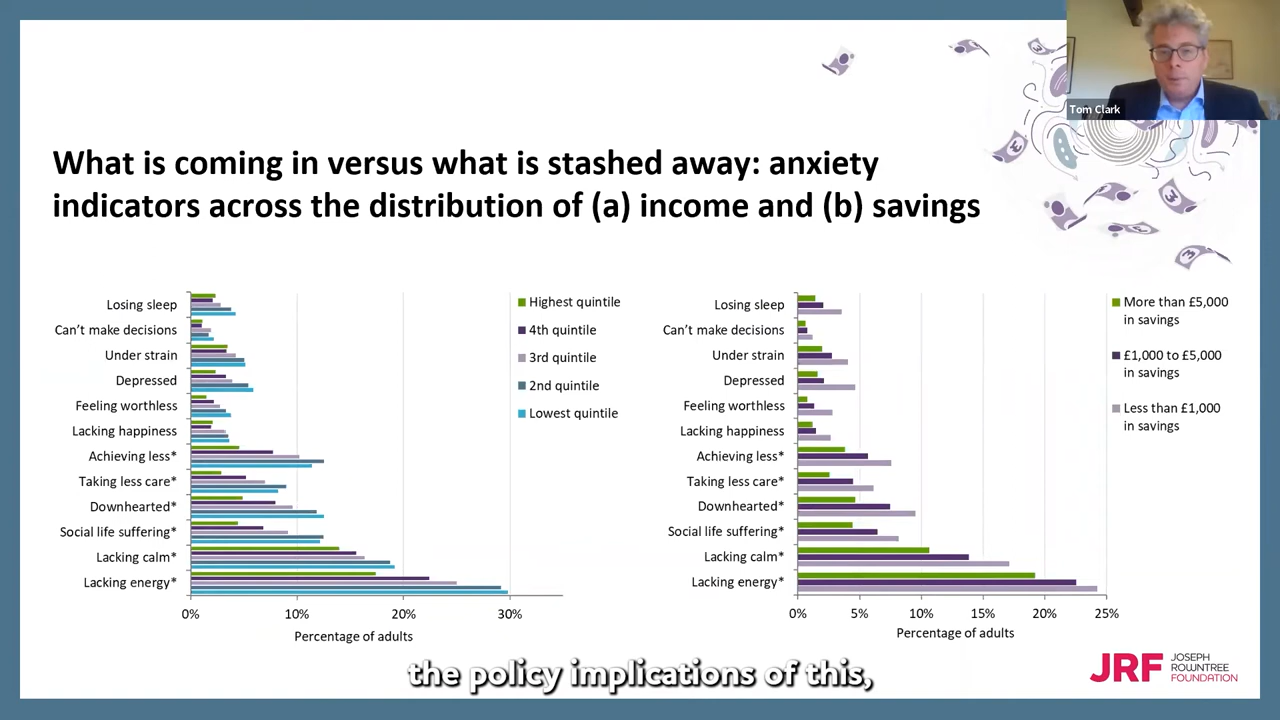 Tom Clark
What is coming in versus what is stashed away: anxiety
indicators across the distribution of (a) income and (b) savings
Losing sleep
Can't make decisions
Under strain
Depressed
Feeling worthless
Lacking happiness
Achieving less*
Taking less care*
Downhearted*
Social life suffering*
Lacking calm*
Lacking energy*
0%
10%
20%
30%
Percentage of adults
Highest quintile
4th quintile
3rd quintile
2nd quintile
Lowest quintile
Losing sleep
Can't make decisions
Under strain
Depressed
Feeling worthless
Lacking happiness
Achieving less*
Taking less care*
Downhearted*
Social life suffering*
Lacking calm*
Lacking energy*
0%
5%
10%
15%
20%
25%
Percentage of adults
More than £5,000
in savings
£1,000 to £5,000
in savings
Less than £1,000
in savings
the policy implications of this,
JRF
JOSEPH
ROUNTREE
FOUNDATION